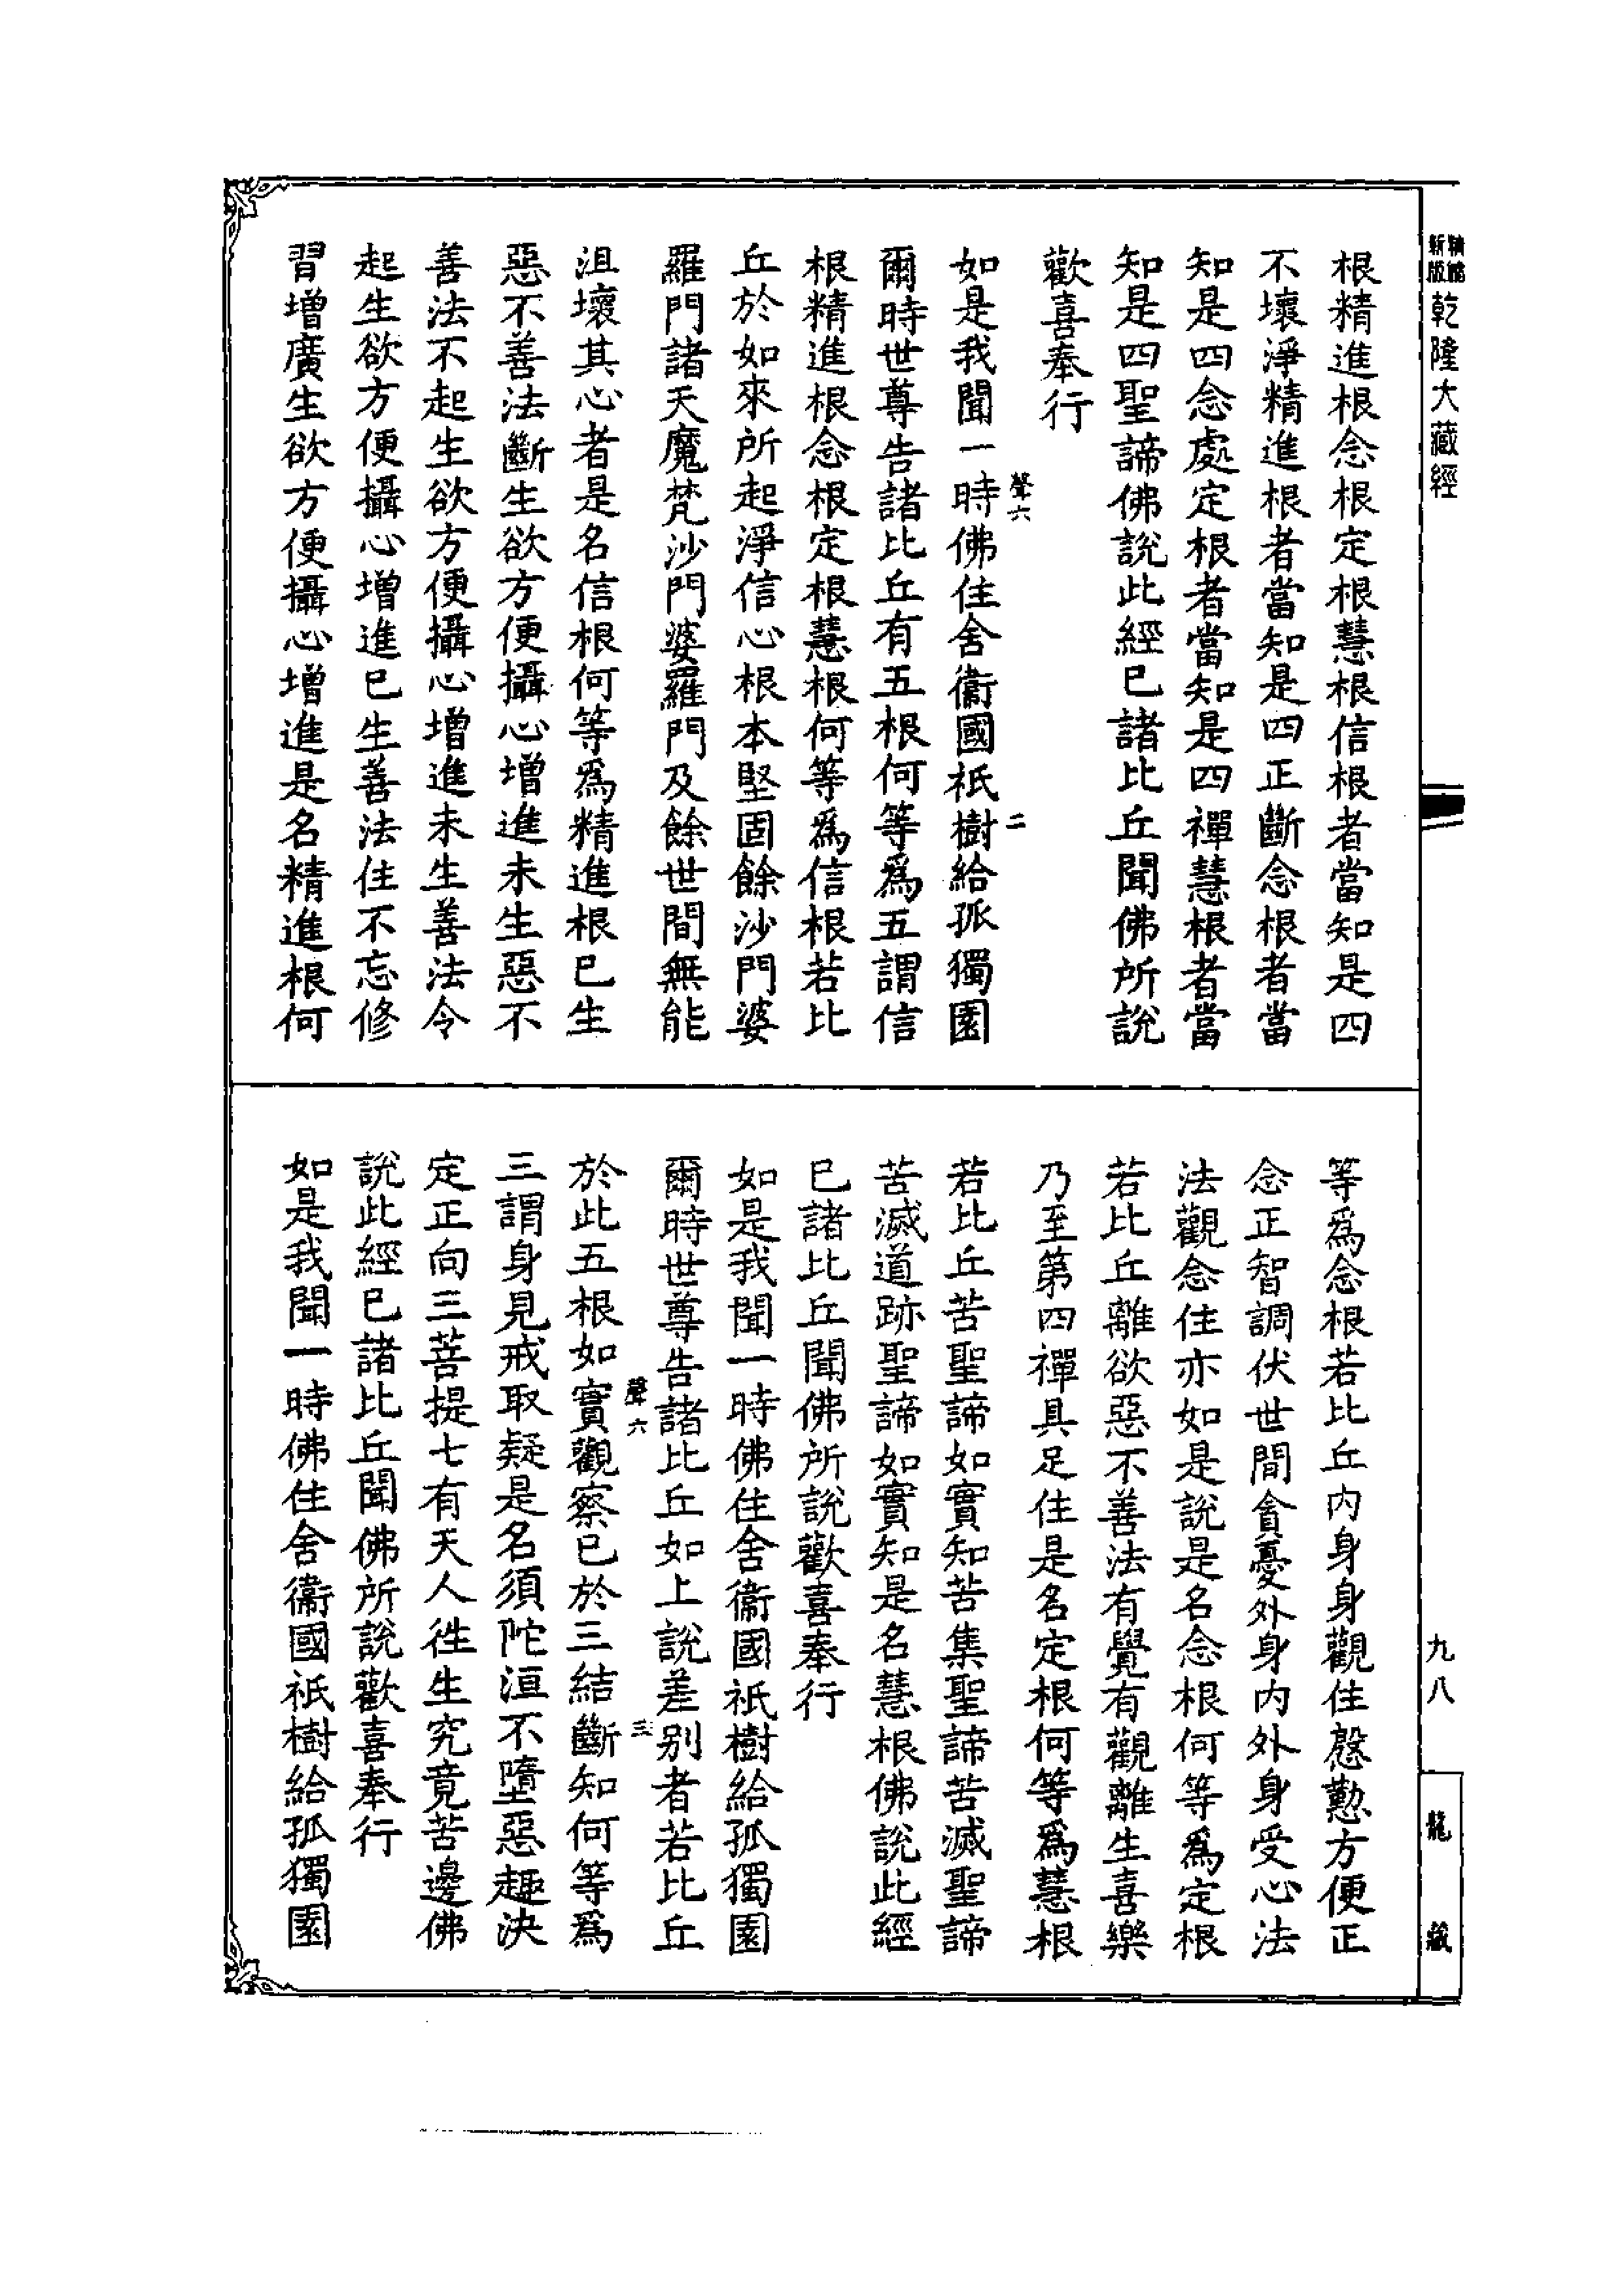 精縮新版乾隆大藏經
九八
龍藏
根精進根念根定根慧根信根者當知是四
不壞淨精進根者當知是四正斷念根者當
知是四念處定根者當知是四禪慧根者當
知是四聖諦佛說此經已諸比丘聞佛所說
歡喜奉行
聲六 二
如是我聞一時佛住舍衞國祇樹給孤獨園
爾時世尊告諸比丘有五根何等爲五謂信
根精進根念根定根慧根何等爲信根若比
丘於如來所起淨信心根本堅固餘沙門婆
羅門諸天魔梵沙門婆羅門及餘世間無能
沮壞其心者是名信根何等爲精進根已生
惡不善法斷生欲方便攝心增進未生惡不
善法不起生欲方便攝心增進未生善法令
起生欲方便攝心增進已生善法住不忘修
習增廣生欲方便攝心增進是名精進根何
等爲念根若比丘內身身觀住慇懃方便正
念正智調伏世間貪憂外身內外身受心法
法觀念住亦如是說是名念根何等爲定根
若比丘離欲惡不善法有覺有觀離生喜樂
乃至第四禪具足住是名定根何等爲慧根
若比丘苦聖諦如實知苦集聖諦苦滅聖諦
苦滅道跡聖諦如實知是名慧根佛說此經
已諸比丘聞佛所說歡喜奉行
如是我聞一時佛住舍衞國祇樹給孤獨園
爾時世尊告諸比丘如上說差別者若比丘
聲六 三
於此五根如實觀察已於三結斷知何等爲
三謂身見戒取疑是名須陀洹不墮惡趣決
定正向三菩提七有天人徃生究竟苦邊佛
說此經已諸比丘聞佛所說歡喜奉行
如是我聞一時佛住舍衞國祇樹給孤獨園